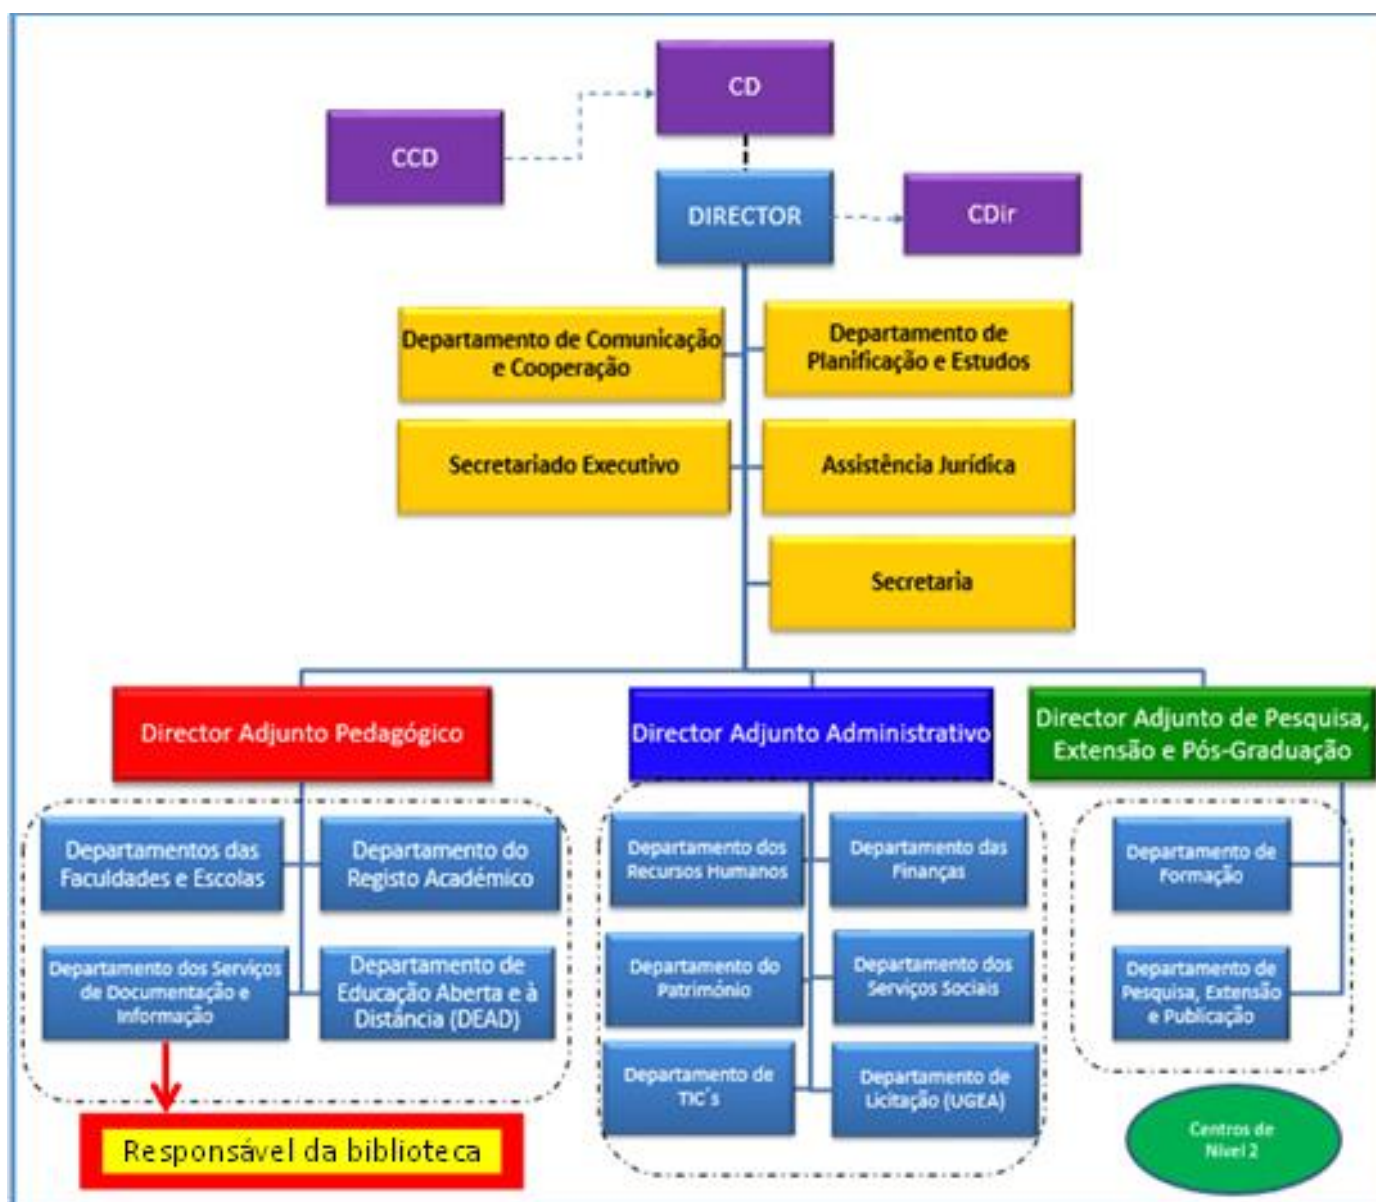 CD
CCD
DIRECTOR
CDir
Departamento de Comunicação
e Cooperação
Departamento de
Planificação e Estudos
Secretariado Executivo
Assistência Jurídica
Secretaria
Director Adjunto Pedagógico
Director Adjunto Administrativo
Director Adjunto de Pesquisa,
Extensão e Pós-Graduação
Departamentos das
Faculdades e Escolas
Departamento do
Registo Académico
Departamento dos Serviços
de Documentação e
Informação
Departamento de
Educação Aberta e à
Distância (DEAD)
Responsável da biblioteca
Departamento dos
Recursos Humanos
Departamento das
Finanças
Departamento do
Património
Departamento dos
Serviços Sociais
Departamento de
TIC´s
Departamento de
Licitação (UGEA)
Departamento de
Formação
Departamento de
Pesquisa, Extensão
e Publicação
Centros de
Nível 2